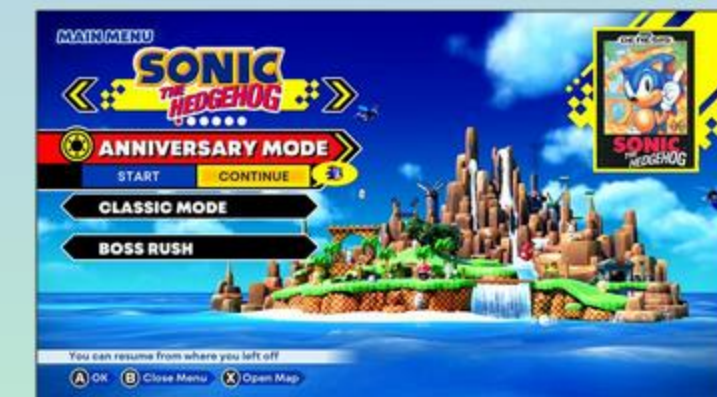 MAIN MENU
SONIC
THE
HEDGEHOG
ANNIVERSARY MODE
START CONTINUE
CLASSIC MODE
BOSS RUSH
You can resume from where you left off
A OK B Close Menu X Open Map
GENESIS
SONIC
THE
HEDGEHOG